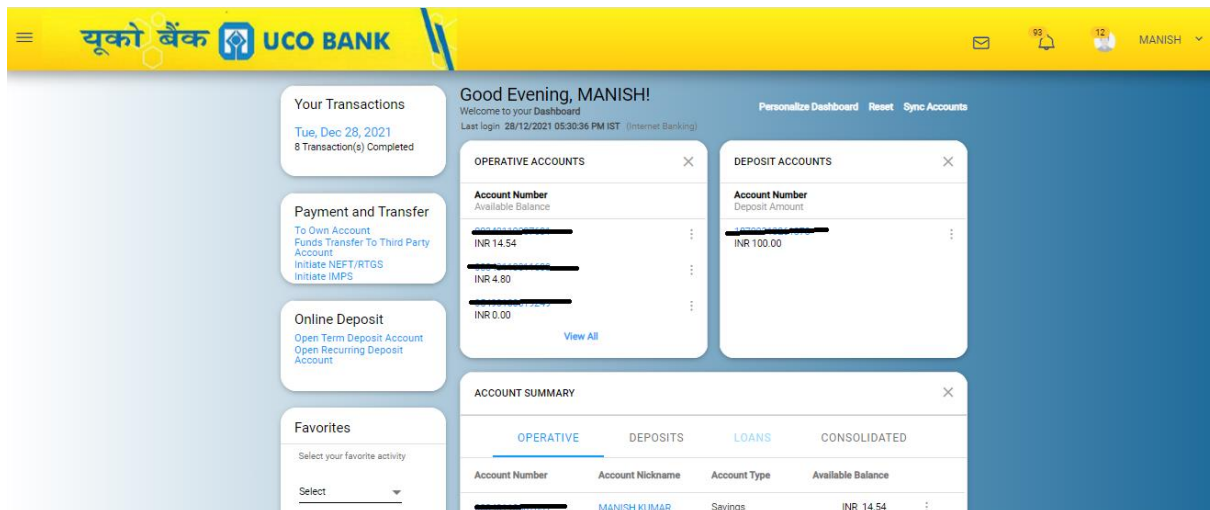 यूको बैंक UCO BANK
93
12
MANISH
Your Transactions
Tue, Dec 28, 2021
8 Transaction(s) Completed
Payment and Transfer
To Own Account
Funds Transfer To Third Party
Account
Initiate NEFT/RTGS
Initiate IMPS
Online Deposit
Open Term Deposit Account
Open Recurring Deposit
Account
Favorites
Select your favorite activity
Select
Good Evening, MANISH!
Welcome to your Dashboard
Last login 28/12/2021 05:30:36 PM IST (Internet Banking)
Personalize Dashboard Reset Sync Accounts
OPERATIVE ACCOUNTS
Account Number
Available Balance
INR 14.54
INR 4.80
INR 0.00
View All
DEPOSIT ACCOUNTS
Account Number
Deposit Amount
INR 100.00
ACCOUNT SUMMARY
OPERATIVE DEPOSITS LOANS CONSOLIDATED
Account Number Account Nickname Account Type Available Balance
MANISH KUMAR Savings INR 14.54